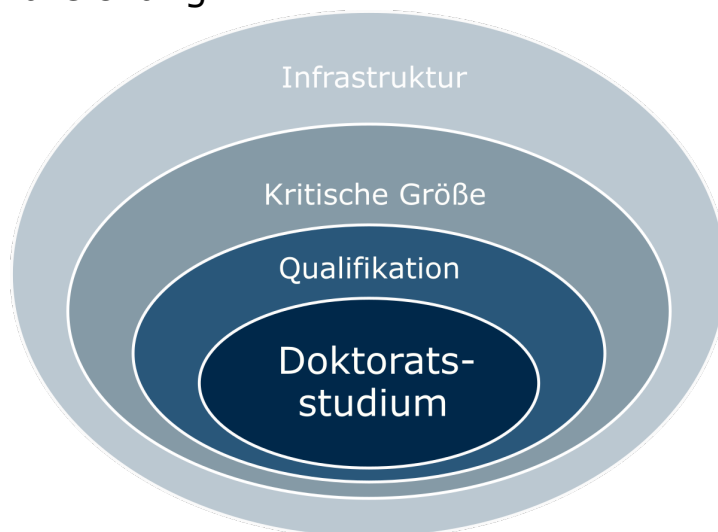 Infrastruktur
Kritische Größe
Qualifikation
Doktorats-
studium